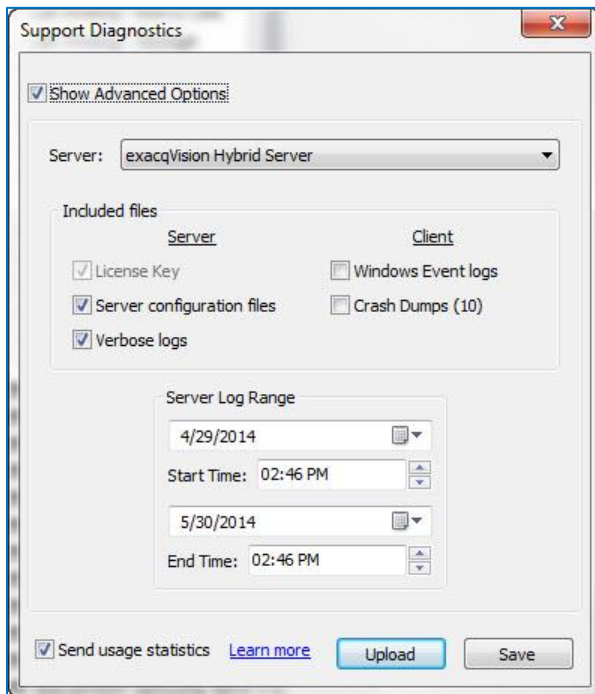 Support Diagnostics
Show Advanced Options
Server: exacqVision Hybrid Server
Included files
Server Client
License Key Windows Event logs
Server configuration files Crash Dumps (10)
Verbose logs
Server Log Range
4/29/2014
Start Time: 02:46 PM
5/30/2014
End Time: 02:46 PM
Send usage statistics Learn more Upload Save